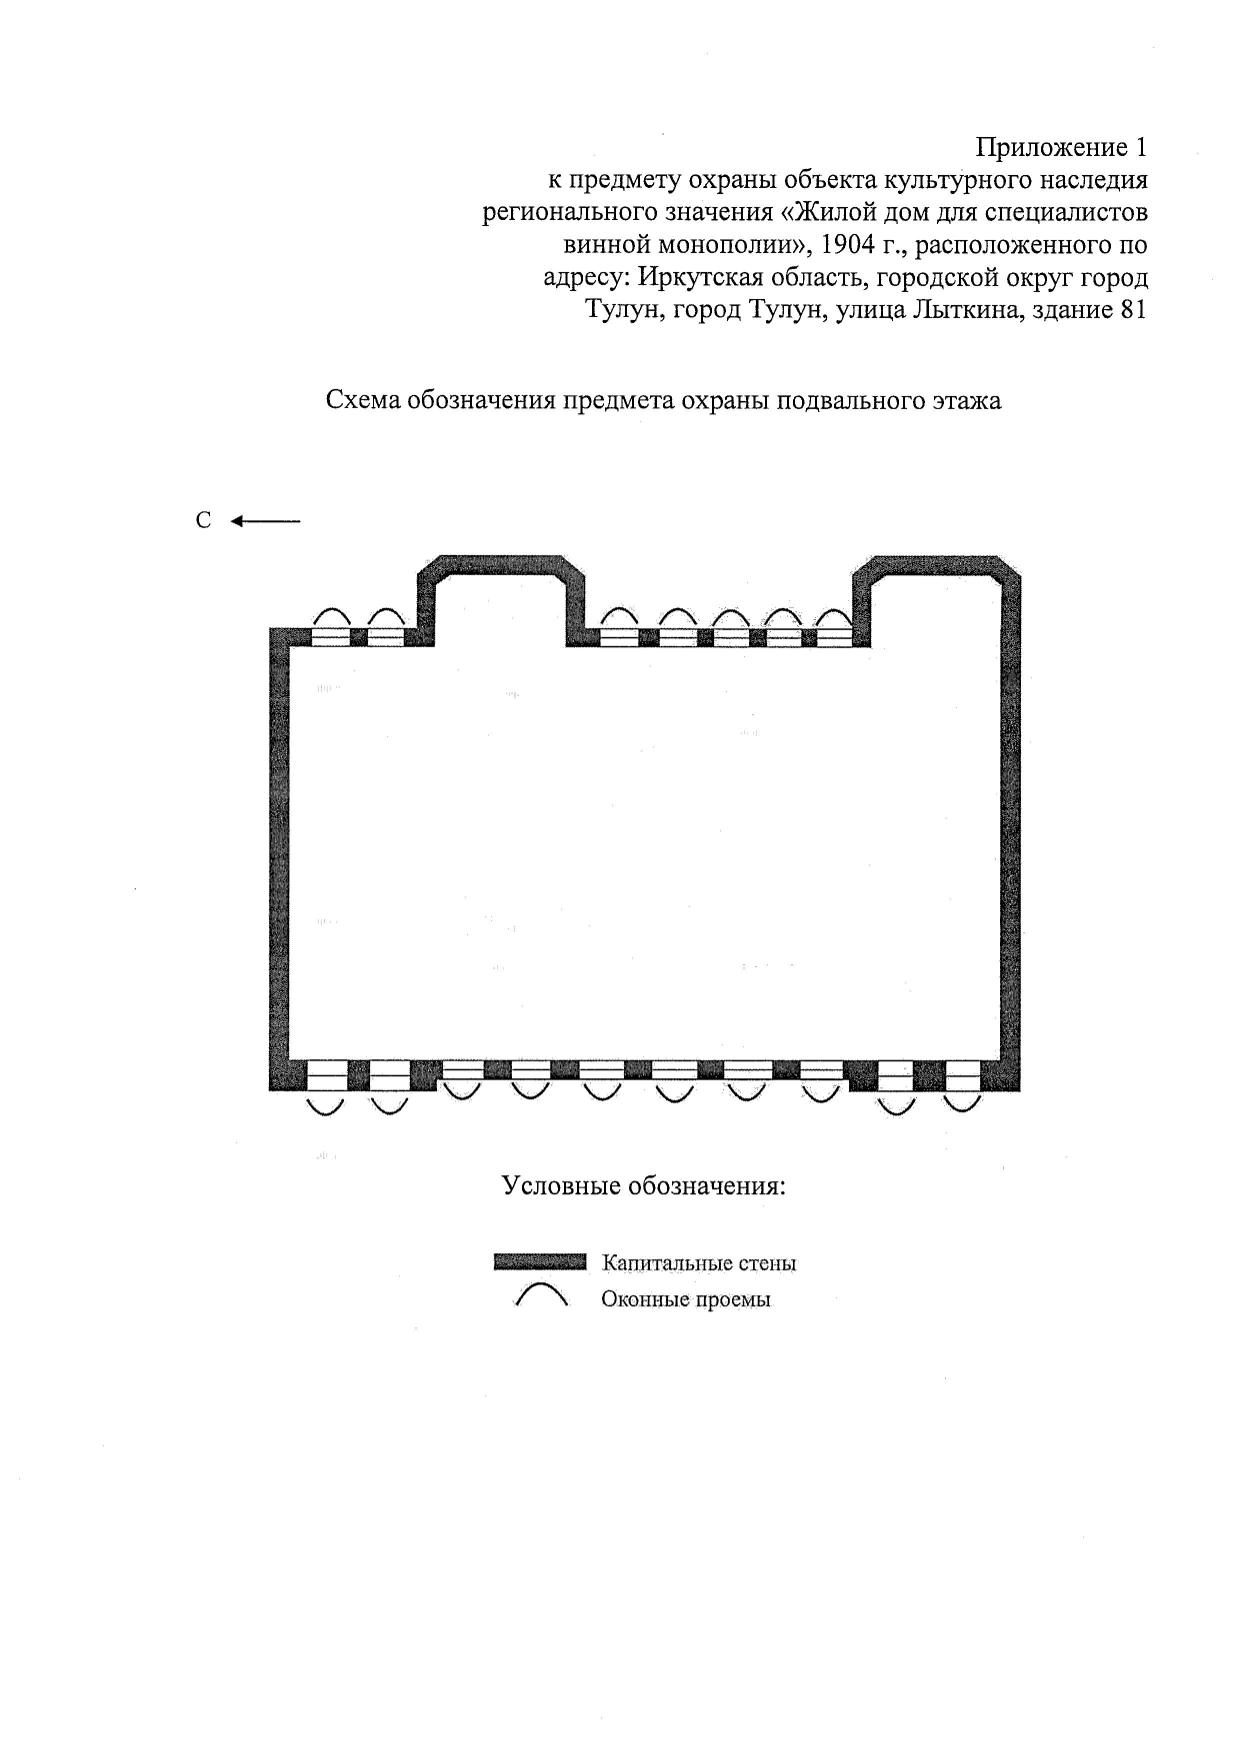 Приложение 1
к предмету охраны объекта культурного наследия
регионального значения «Жилой дом для специалистов
винной монополии», 1904 г., расположенного по
адресу: Иркутская область, городской округ город
Тулун, город Тулун, улица Лыткина, здание 81
Схема обозначения предмета охраны подвального этажа
С
Условные обозначения:
Капитальные стены
Оконные проемы